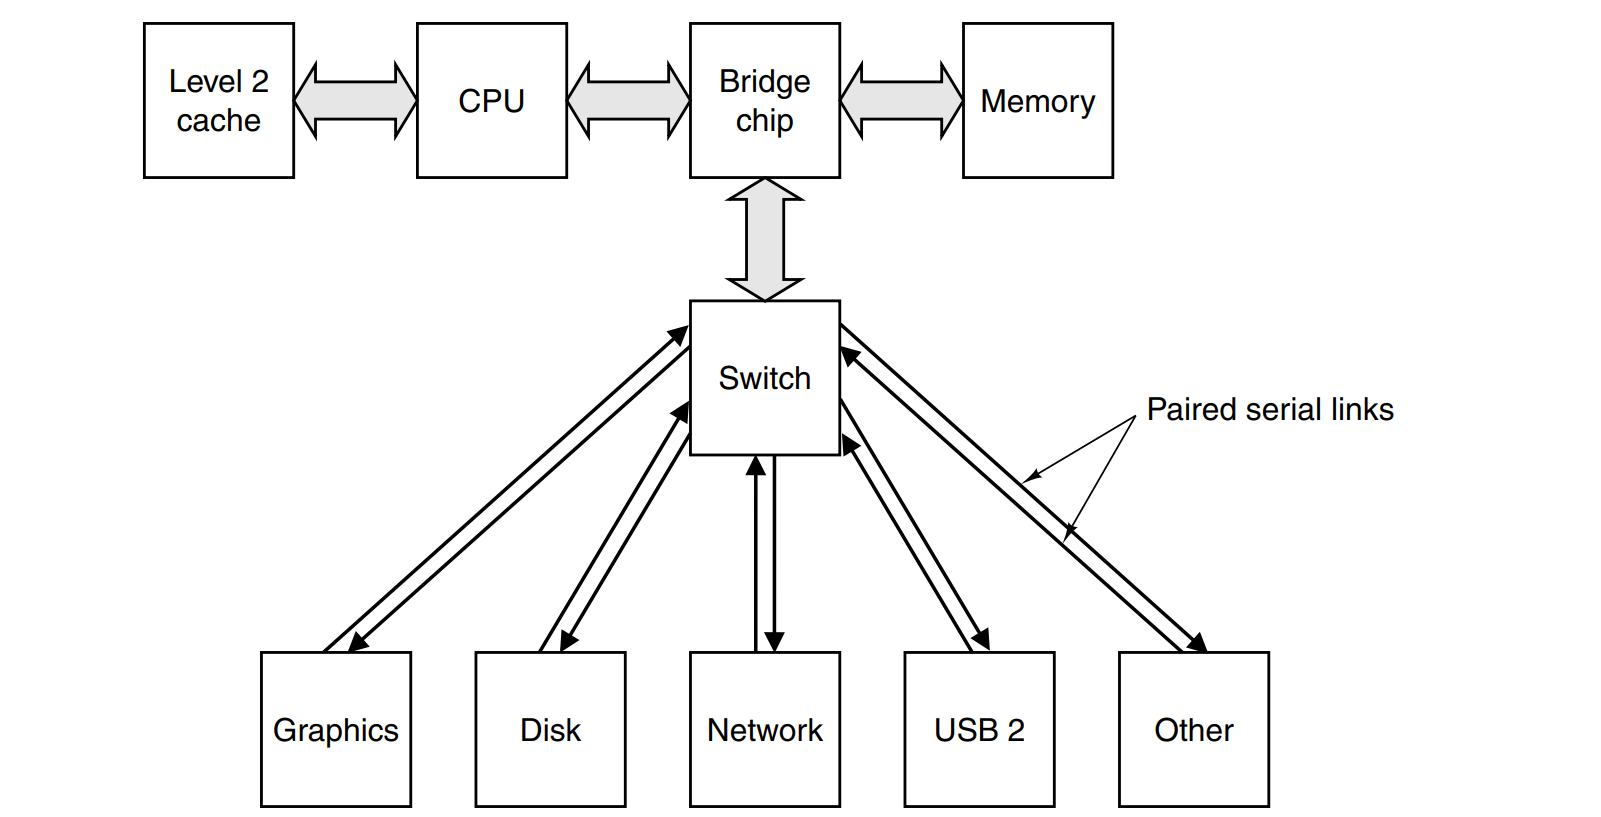 Level 2
cache
CPU
Bridge
chip
Memory
Switch
Paired serial links
Graphics
Disk
Network
USB 2
Other